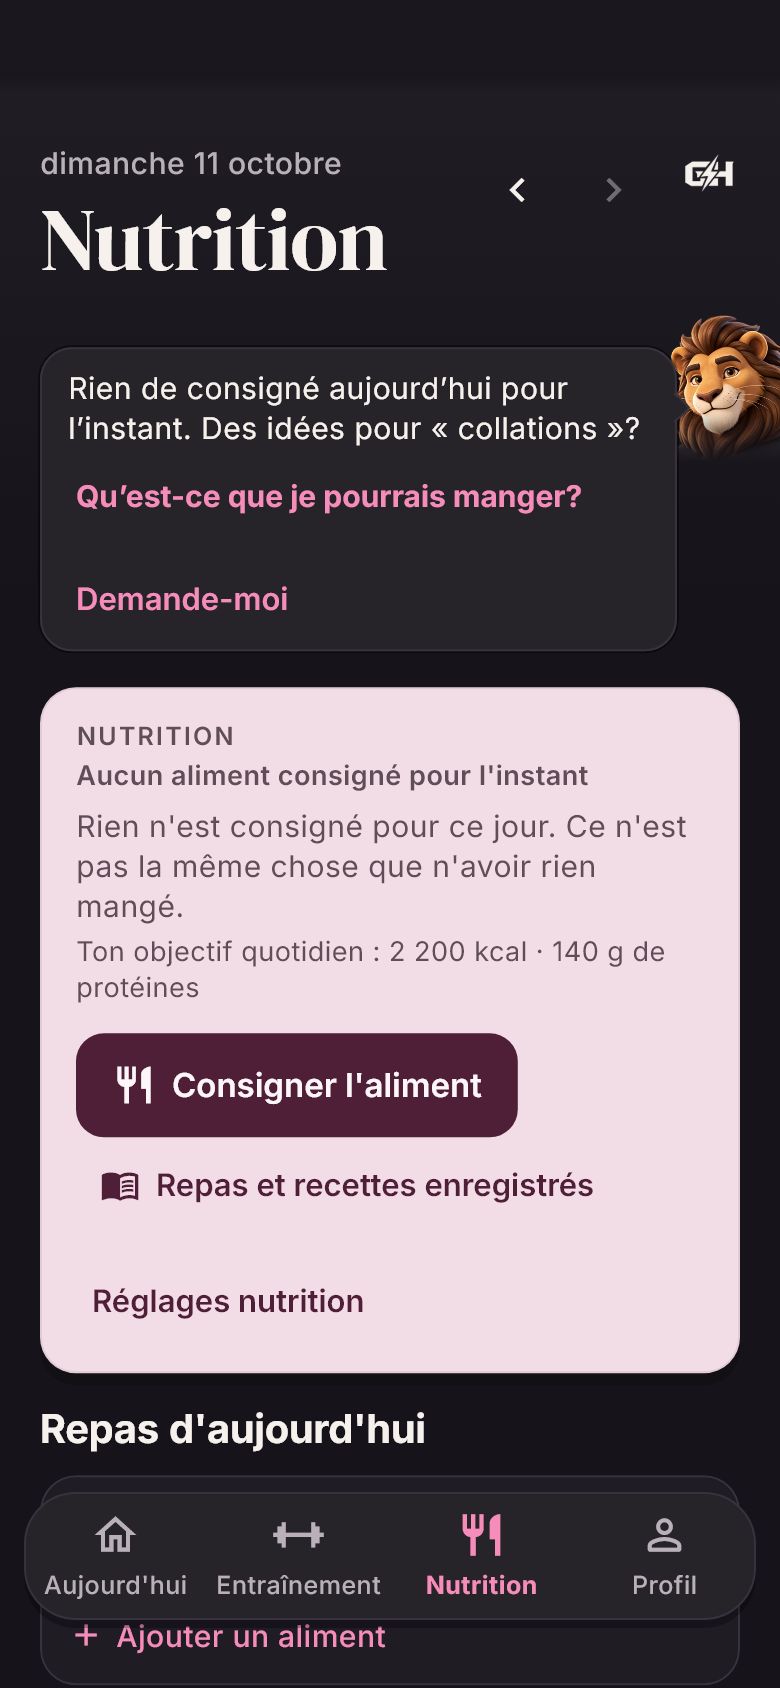 dimanche 11 octobre
GH
Nutrition
Rien de consigné aujourd’hui pour
l’instant. Des idées pour « collations »?
Qu’est-ce que je pourrais manger?
Demande-moi
NUTRITION
Aucun aliment consigné pour l'instant
Rien n'est consigné pour ce jour. Ce n'est
pas la même chose que n'avoir rien
mangé.
Ton objectif quotidien : 2 200 kcal · 140 g de
protéines
Consigner l'aliment
Repas et recettes enregistrés
Réglages nutrition
Repas d'aujourd'hui
Aujourd'hui
Entraînement
Nutrition
Profil
+ Ajouter un aliment